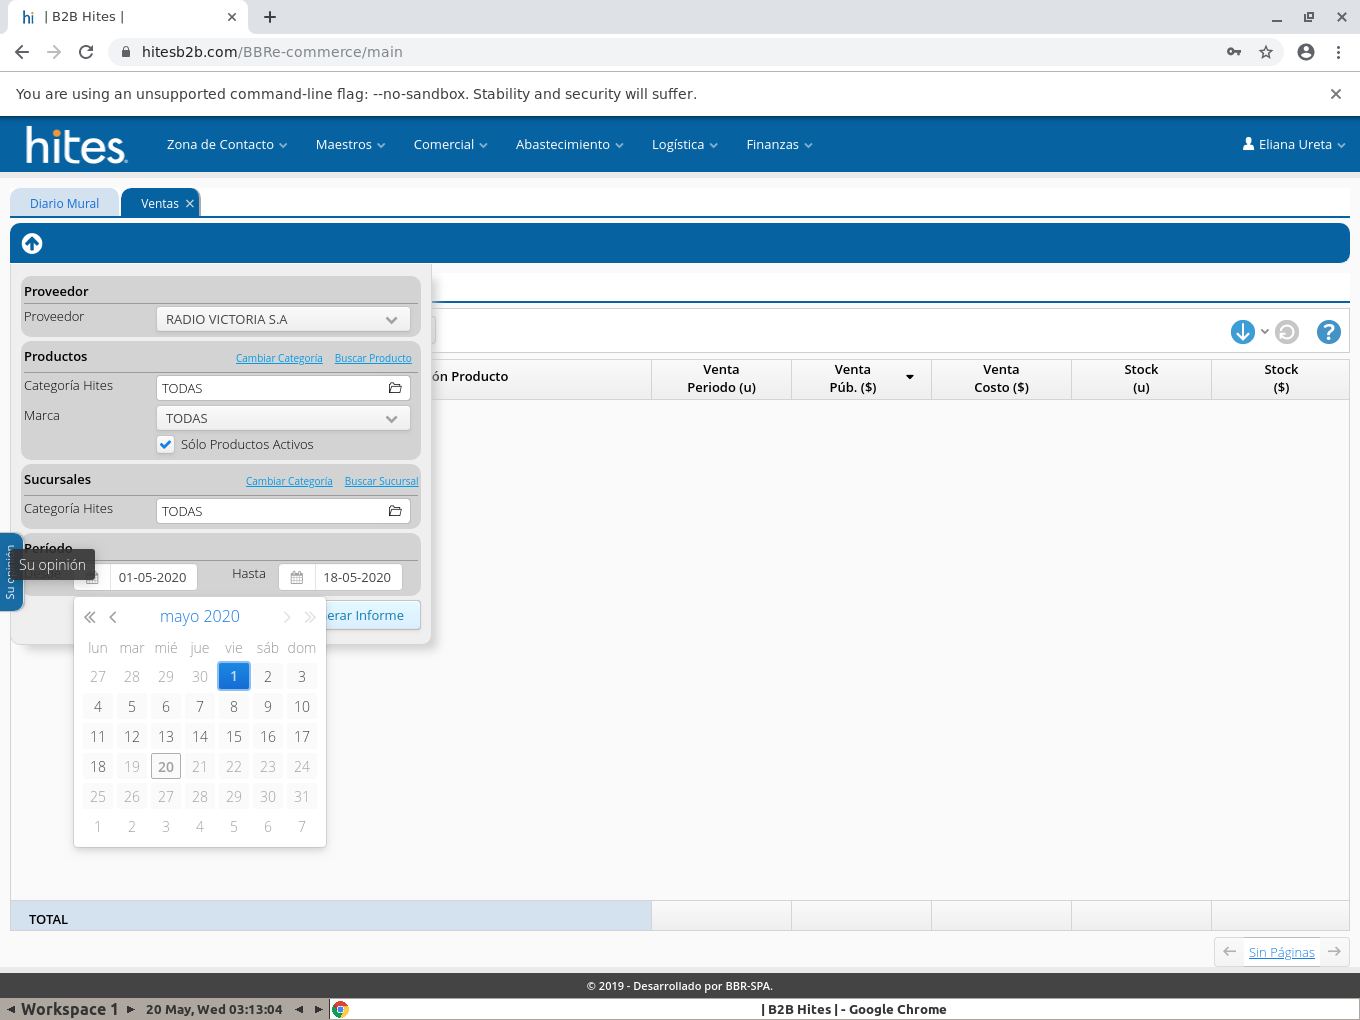 | B2B Hites |
hitesb2b.com/BBRe-commerce/main
You are using an unsupported command-line flag: --no-sandbox. Stability and security will suffer.
hites Zona de Contacto Maestros Comercial Abastecimiento Logística Finanzas Eliana Ureta
Diario Mural Ventas
Proveedor
Proveedor RADIO VICTORIA S.A
Productos Cambiar Categoría Buscar Producto
Categoría Hites TODAS
Marca TODAS
Sólo Productos Activos
Sucursales Cambiar Categoría Buscar Sucursal
Categoría Hites TODAS
Período
Su opinión
Su opinión
01-05-2020 Hasta 18-05-2020
erar Informe
mayo 2020
lun mar mié jue vie sáb dom
27 28 29 30 1 2 3
4 5 6 7 8 9 10
11 12 13 14 15 16 17
18 19 20 21 22 23 24
25 26 27 28 29 30 31
1 2 3 4 5 6 7
ón Producto
Venta
Periodo (u)
Venta
Púb. ($)
Venta
Costo ($)
Stock
(u)
Stock
($)
TOTAL
Sin Páginas
© 2019 - Desarrollado por BBR-SPA.
Workspace 1 20 May, Wed 03:13:04 | B2B Hites | - Google Chrome